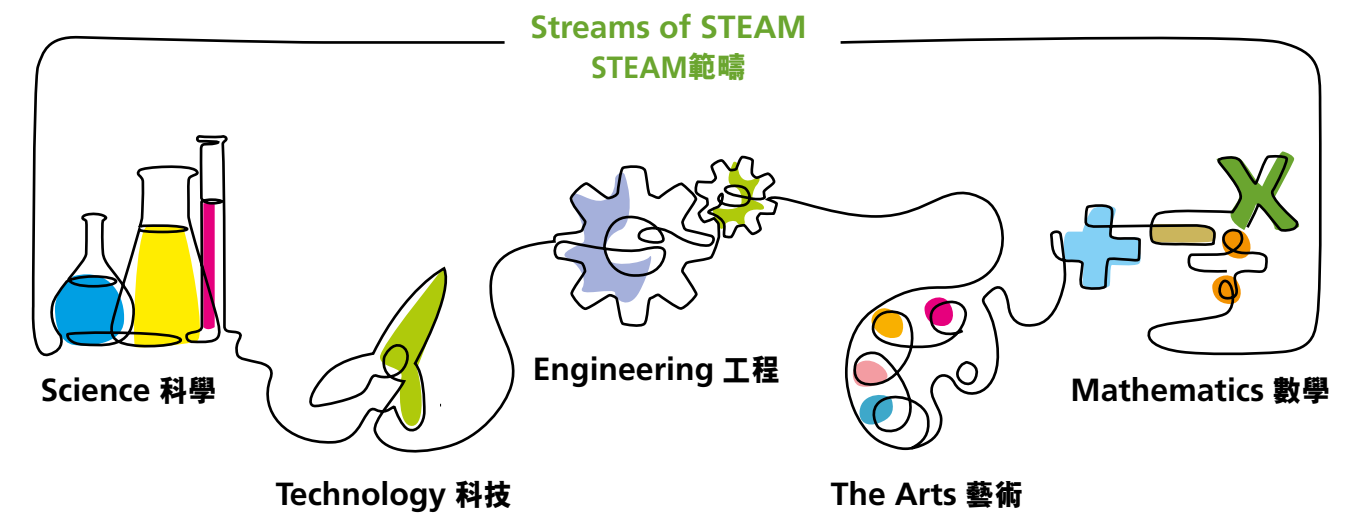 Streams of STEAM
STEAM範疇
Science 科學
Technology 科技
Engineering 工程
The Arts 藝術
Mathematics 數學